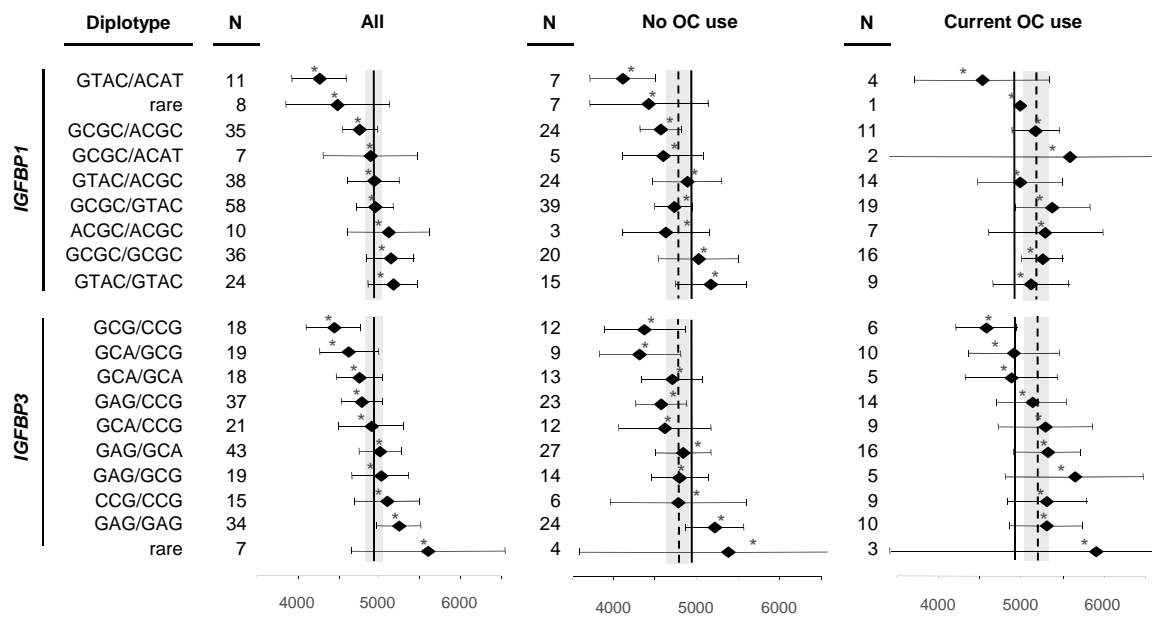 Diplotype N All N No OC use N Current OC use
IGFBP1
GTAC/ACAT 11 * 7 * 4 *
rare 8 * 7 * 1 *
GCGC/ACGC 35 * 24 * 11 *
GCGC/ACAT 7 * 5 * 2 *
GTAC/ACGC 38 * 24 * 14 *
GCGC/GTAC 58 * 39 * 19 *
ACGC/ACGC 10 * 3 * 7 *
GCGC/GCGC 36 * 20 * 16 *
GTAC/GTAC 24 * 15 * 9 *
IGFBP3
GCG/CCG 18 * 12 * 6 *
GCA/GCG 19 * 9 * 10 *
GCA/GCA 18 * 13 * 5 *
GAG/CCG 37 * 23 * 14 *
GCA/CCG 21 * 12 * 9 *
GAG/GCA 43 * 27 * 16 *
GAG/GCG 19 * 14 * 5 *
CCG/CCG 15 * 6 * 9 *
GAG/GAG 34 * 24 * 10 *
rare 7 * 4 * 3 *
4000 5000 6000 4000 5000 6000 4000 5000 6000